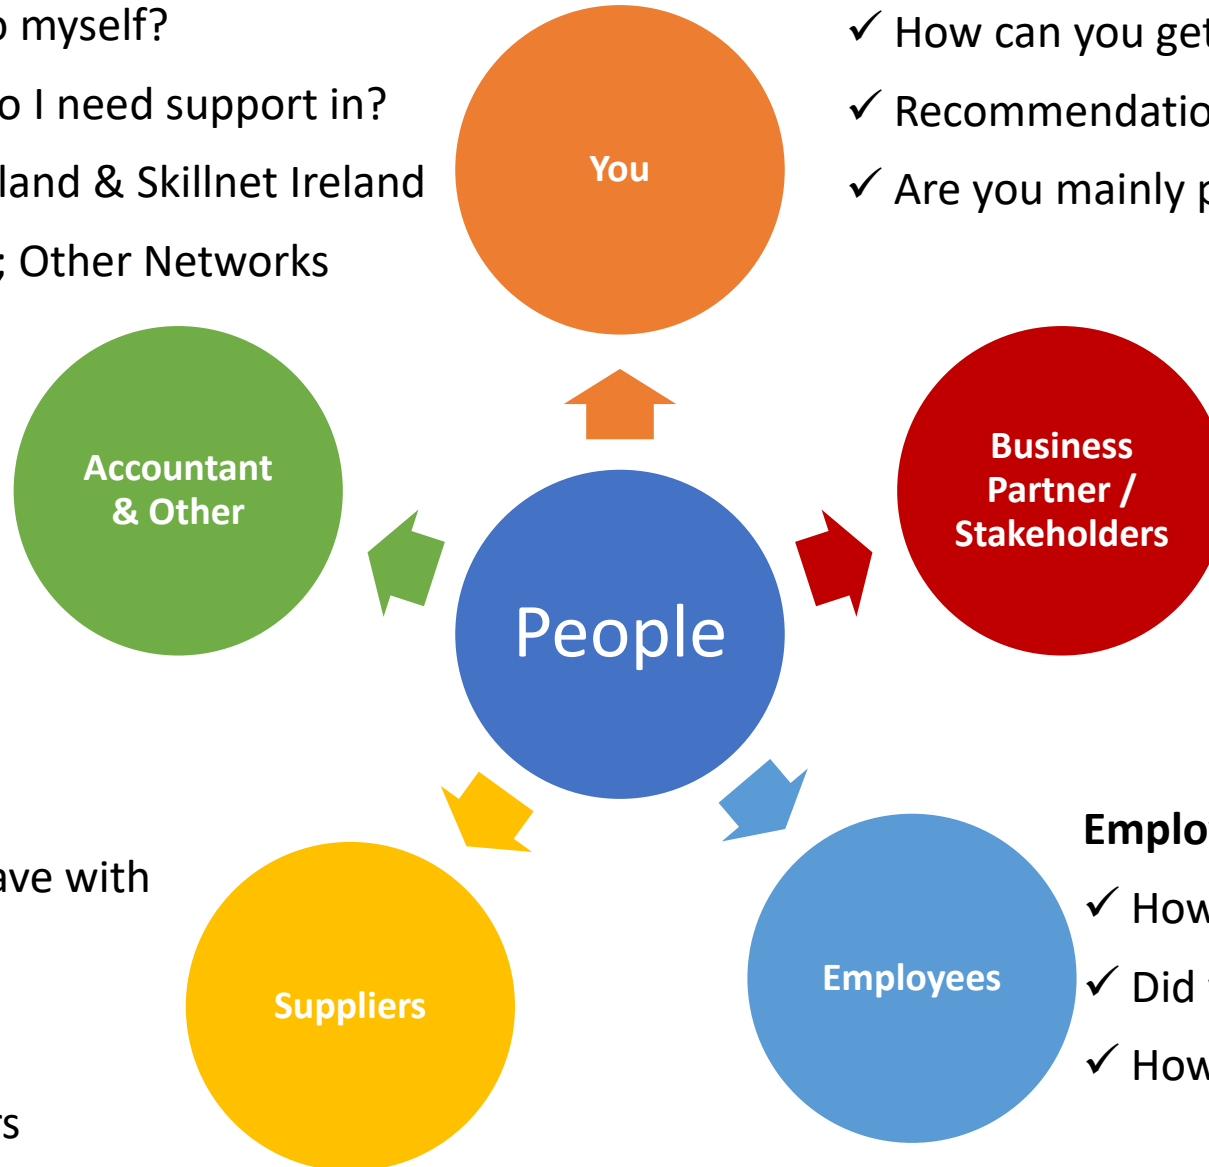 o myself?
o I need support in?
land & Skillnet Ireland
; Other Networks
You
✓ How can you get
✓ Recommendatio
✓ Are you mainly p
Accountant
& Other
Business
Partner /
Stakeholders
People
ave with
rs
Suppliers
Employees
Emplo
✓ How
✓ Did
✓ How